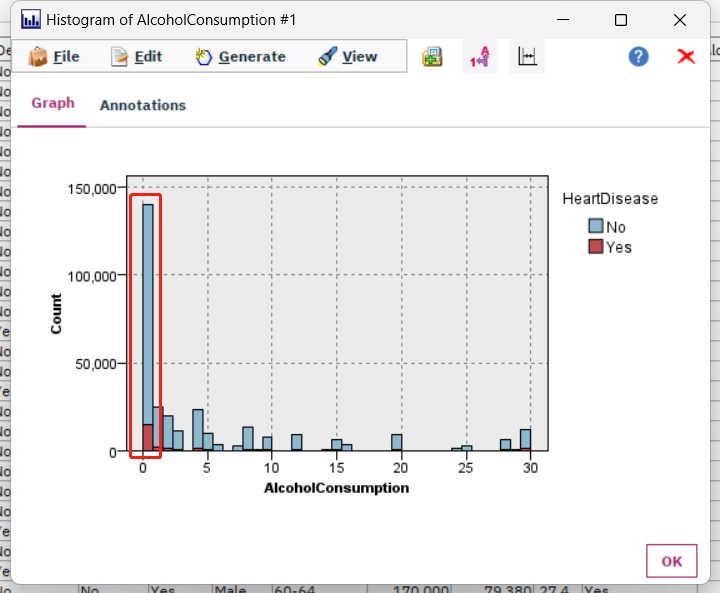 Histogram of AlcoholConsumption #1
File Edit Generate View
Graph Annotations
150,000
100,000
50,000
0
Count
0 5 10 15 20 25 30
AlcoholConsumption
HeartDisease
No
Yes
OK
No Yes Male 60-64 170.000 79.380 27.4 Yes